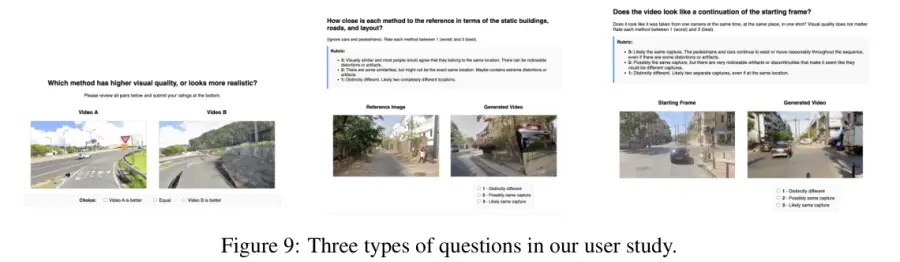 Which method has higher visual quality, or looks more realistic?
Please review all pairs below and submit your ratings at the bottom.
Video A
Video B
Choice:
Video A is better
Equal
Video B is better
How close is each method to the reference in terms of the static buildings,
roads, and layout?
(Ignore cars and pedestrians). Rate each method between 1 (worst) and 3 (best).
Rubric:
• 3: Visually similar and most people would agree that they belong to the same location. There can be noticeable
distortions or artifacts.
• 2: There are some similarities, but might not be the exact same location. Maybe contains extreme distortions or
artifacts.
• 1: Distinctly different. Likely two completely different locations.
Reference Image
Generated Video
1 - Distinctly different
2 - Possibly same capture
3 - Likely same capture
Does the video look like a continuation of the starting frame?
Does it look like it was taken from one camera at the same time, at the same place, in one shot? Visual quality does not matter.
Rate each method between 1 (worst) and 3 (best).
Rubric:
• 3: Likely the same capture. The pedestrians and cars continue to exist or move reasonably throughout the sequence,
even if there are some distortions or artifacts.
• 2: Possibly the same capture, but there are very noticeable artifacts or discontinuities that make it seem like they
could be different captures.
• 1: Distinctly different. Likely two separate captures, even if at the same location.
Starting Frame
Generated Video
1 - Distinctly different
2 - Possibly same capture
3 - Likely same capture
Figure 9: Three types of questions in our user study.